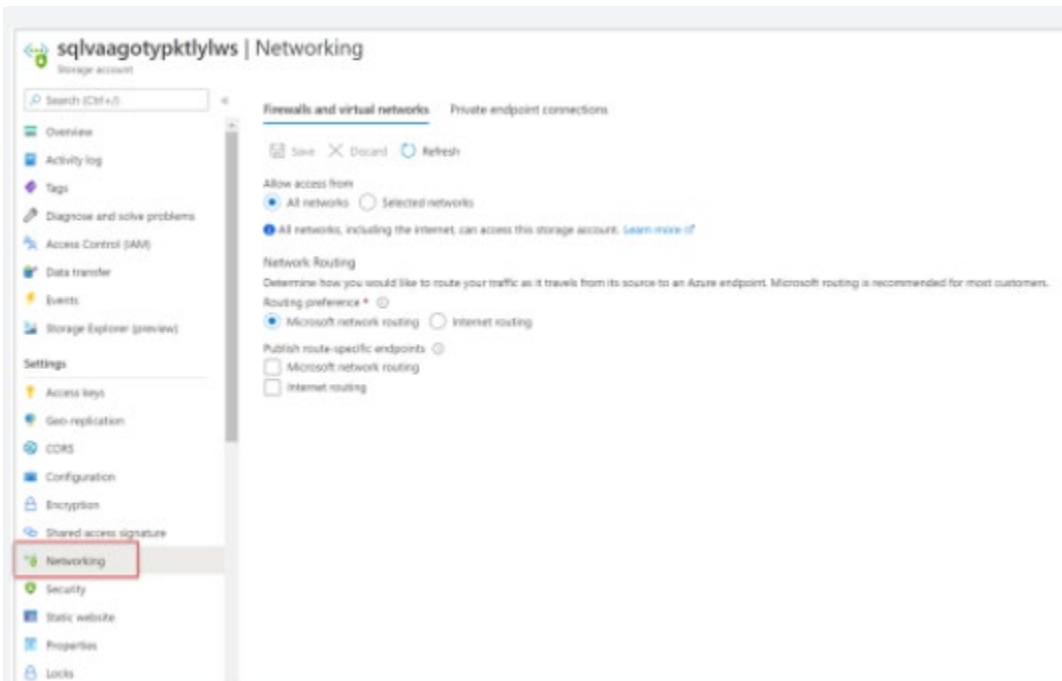 sqlvaagotypktlylws | Networking
Storage account
Search (Ctrl+/)
Overview
Activity log
Tags
Diagnose and solve problems
Access Control (IAM)
Data transfer
Events
Storage Explorer (preview)
Settings
Access keys
Geo-replication
CORS
Configuration
Encryption
Shared access signature
Networking
Security
Static website
Properties
Locks
Firewalls and virtual networks Private endpoint connections
Save Discard Refresh
Allow access from
All networks Selected networks
All networks, including the internet, can access this storage account. Learn more
Network Routing
Determine how you would like to route your traffic as it travels from its source to an Azure endpoint. Microsoft routing is recommended for most customers.
Routing preference *
Microsoft network routing Internet routing
Publish route-specific endpoints
Microsoft network routing
Internet routing